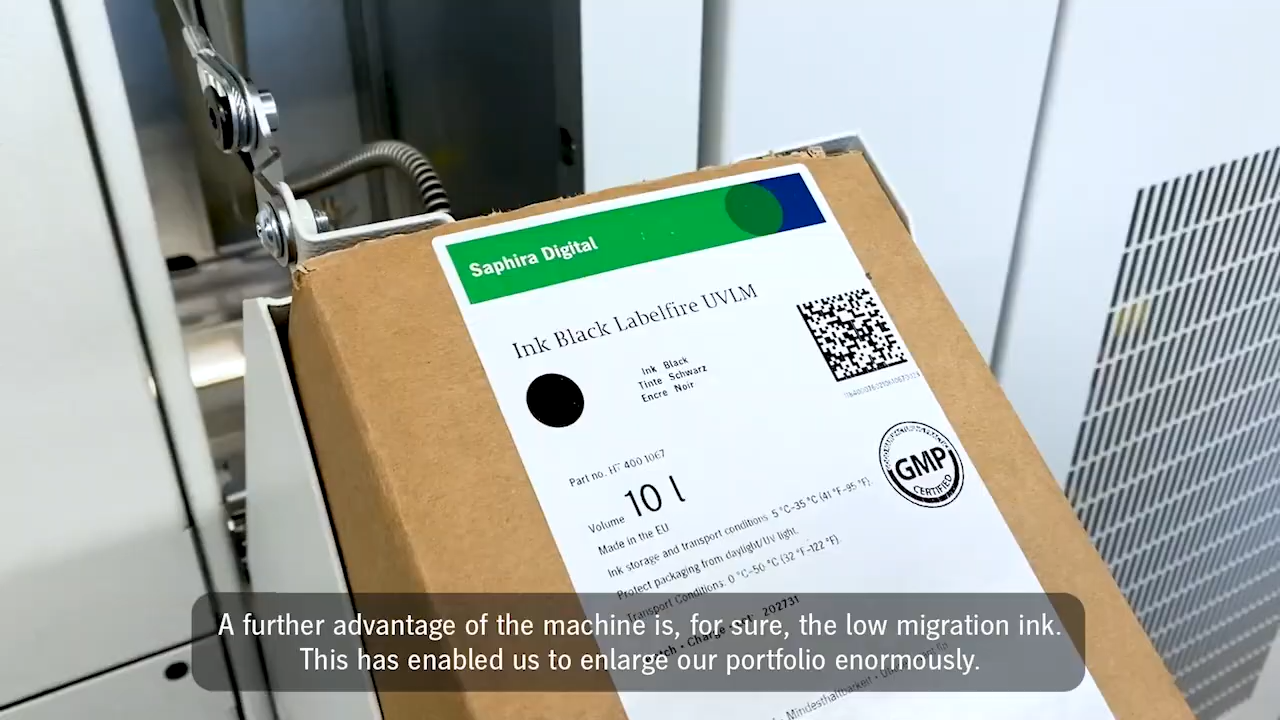 Saphira Digital
Ink Black Labelfire UVLM
Ink Black
Tinte Schwarz
Encre Noir
GMP
CERTIFIED
Part no.
Volume 10 l
Made in the EU
Ink storage and transport conditions 5 °C-35 °C (41 °F-95 °F).
Protect packaging from daylight/UV light.
Transport Conditions: 0 °C-50 °C (32 °F-122 °F).
202731
Mindesthaltbarkeit
A further advantage of the machine is, for sure, the low migration ink.
This has enabled us to enlarge our portfolio enormously.